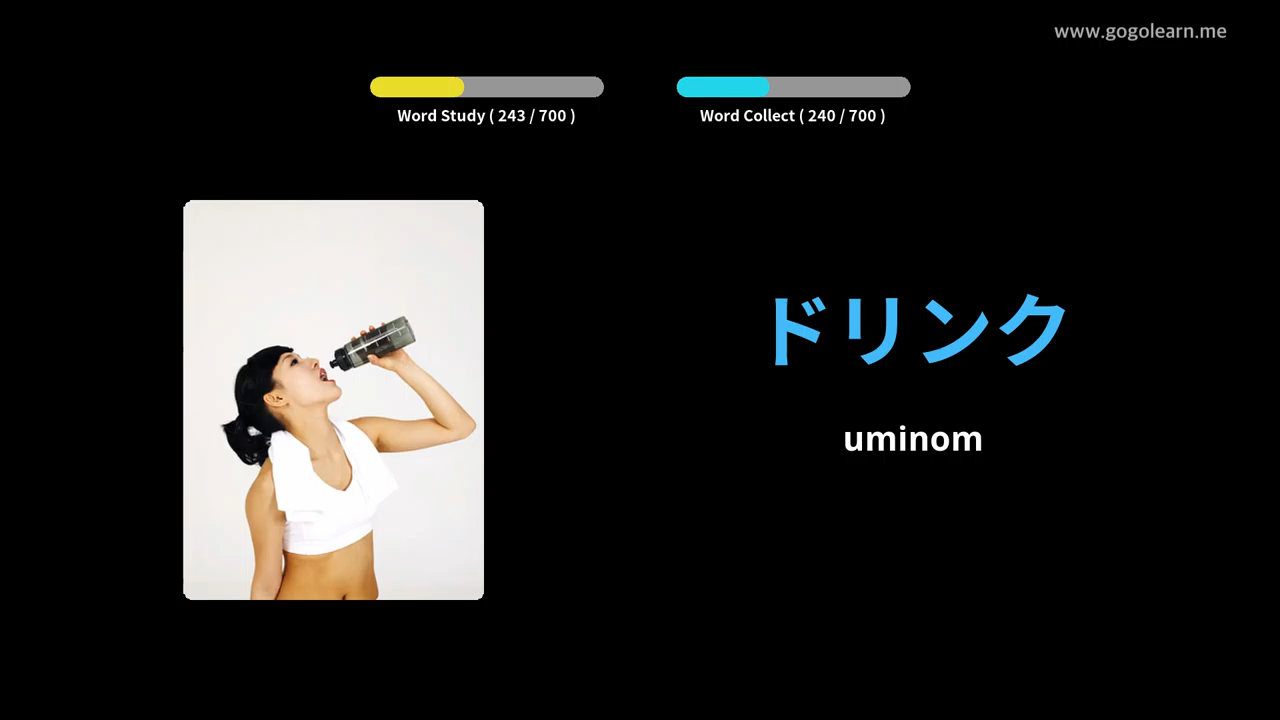 www.gogolearn.me
Word Study ( 243 / 700 )
Word Collect ( 240 / 700 )
ドリンク
uminom